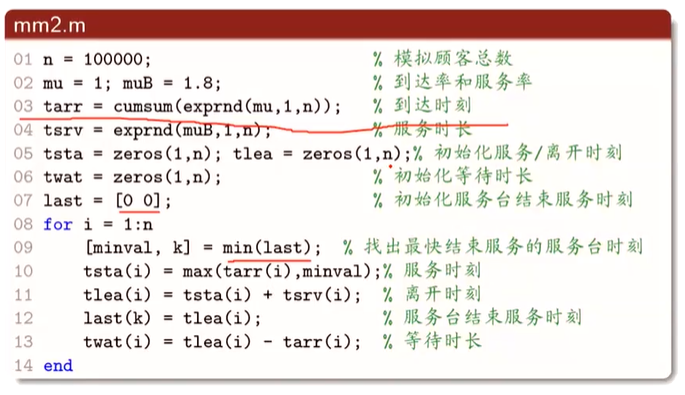 mm2.m
01 n = 100000; % 模拟顾客总数
02 mu = 1; muB = 1.8; % 到达率和服务率
03 tarr = cumsum(exprnd(mu,1,n)); % 到达时刻
04 tsrv = exprnd(muB,1,n); % 服务时长
05 tsta = zeros(1,n); tlea = zeros(1,n);% 初始化服务/离开时刻
06 twat = zeros(1,n); % 初始化等待时长
07 last = [0 0]; % 初始化服务台结束服务时刻
08 for i = 1:n
09 [minval, k] = min(last); % 找出最快结束服务的服务台时刻
10 tsta(i) = max(tarr(i),minval);% 服务时刻
11 tlea(i) = tsta(i) + tsrv(i); % 离开时刻
12 last(k) = tlea(i); % 服务台结束服务时刻
13 twat(i) = tlea(i) - tarr(i); % 等待时长
14 end